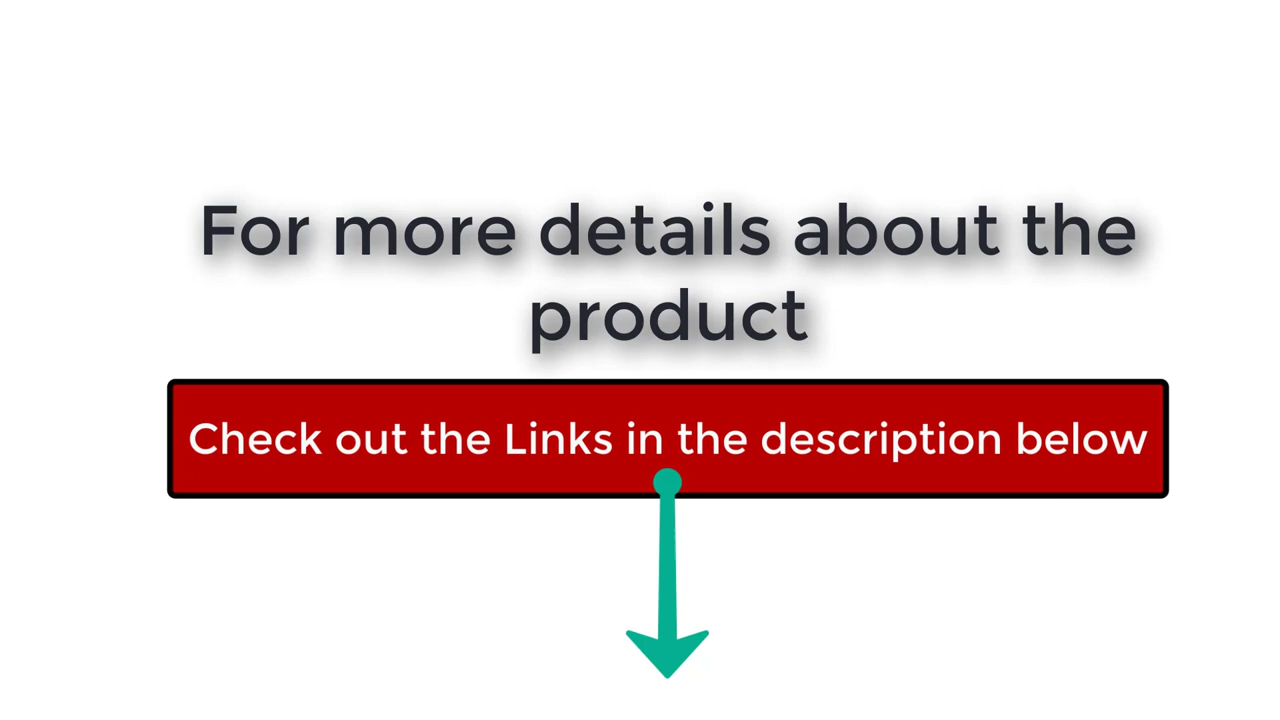 For more details about the
product
Check out the Links in the description below